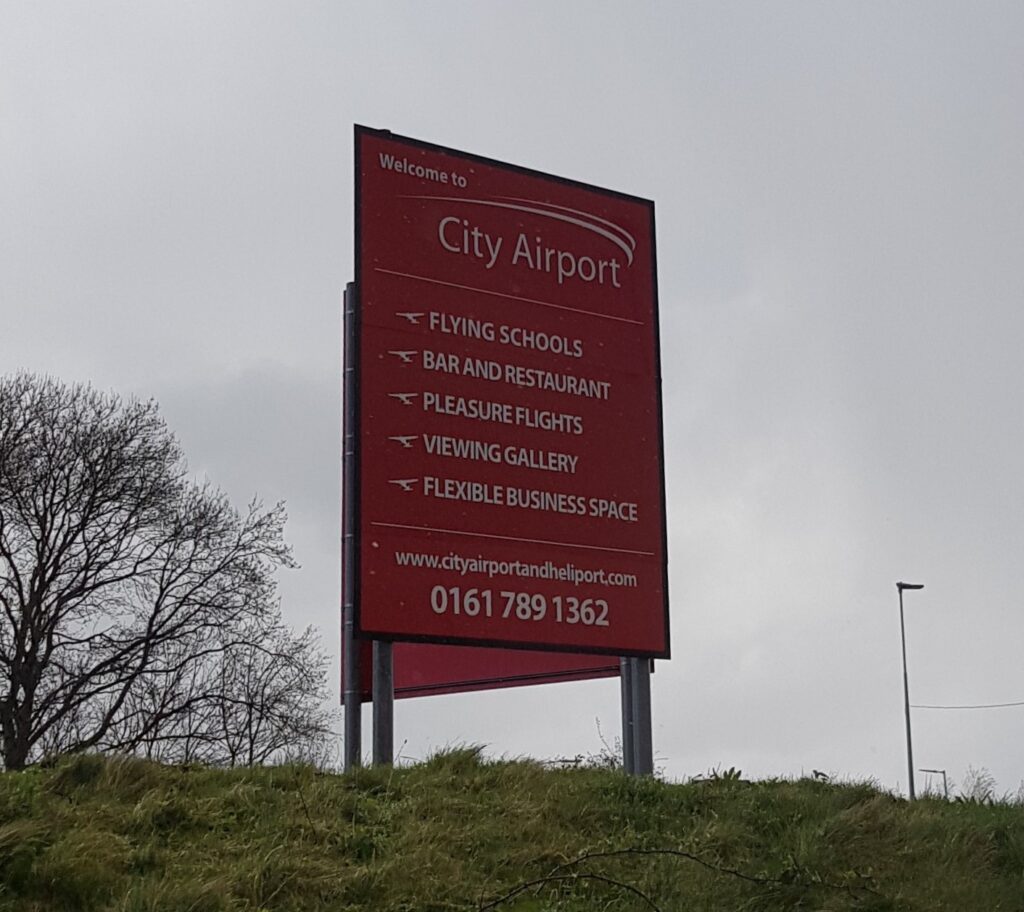 Welcome to
City Airport
FLYING SCHOOLS
BAR AND RESTAURANT
PLEASURE FLIGHTS
VIEWING GALLERY
FLEXIBLE BUSINESS SPACE
www.cityairportandheliport.com
0161 789 1362